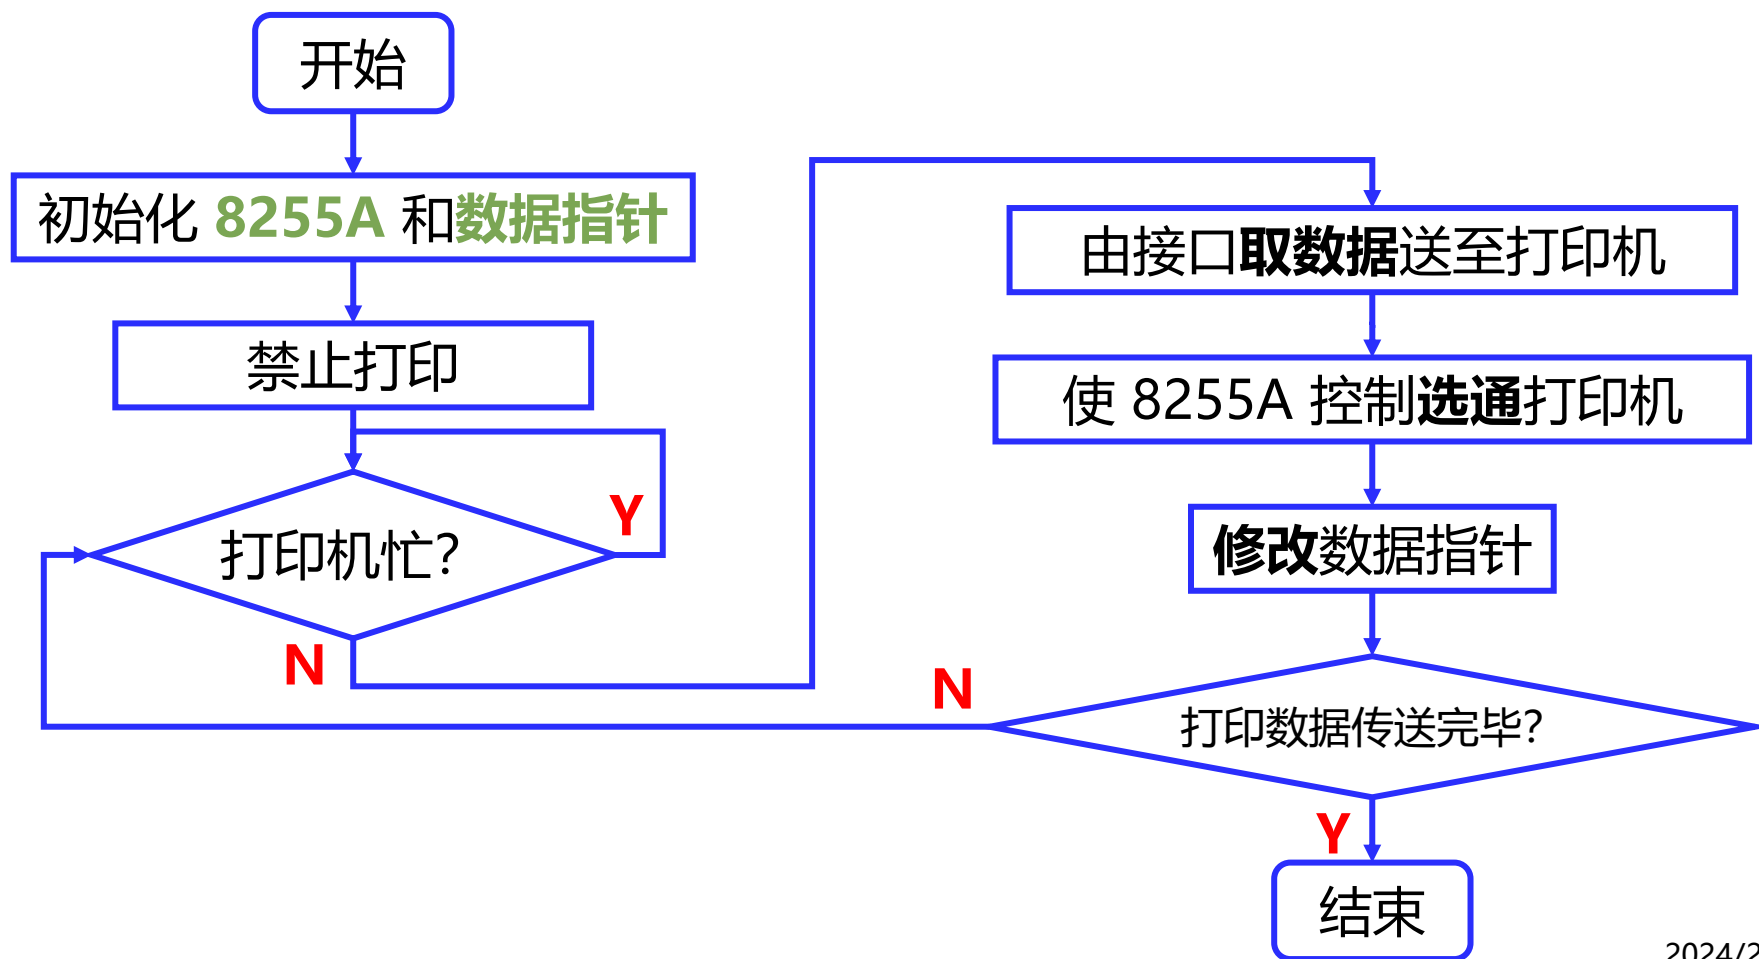 开始
初始化 8255A 和数据指针
禁止打印
打印机忙？
Y
N
由接口取数据送至打印机
使 8255A 控制选通打印机
修改数据指针
打印数据传送完毕？
N
Y
结束
2024/2